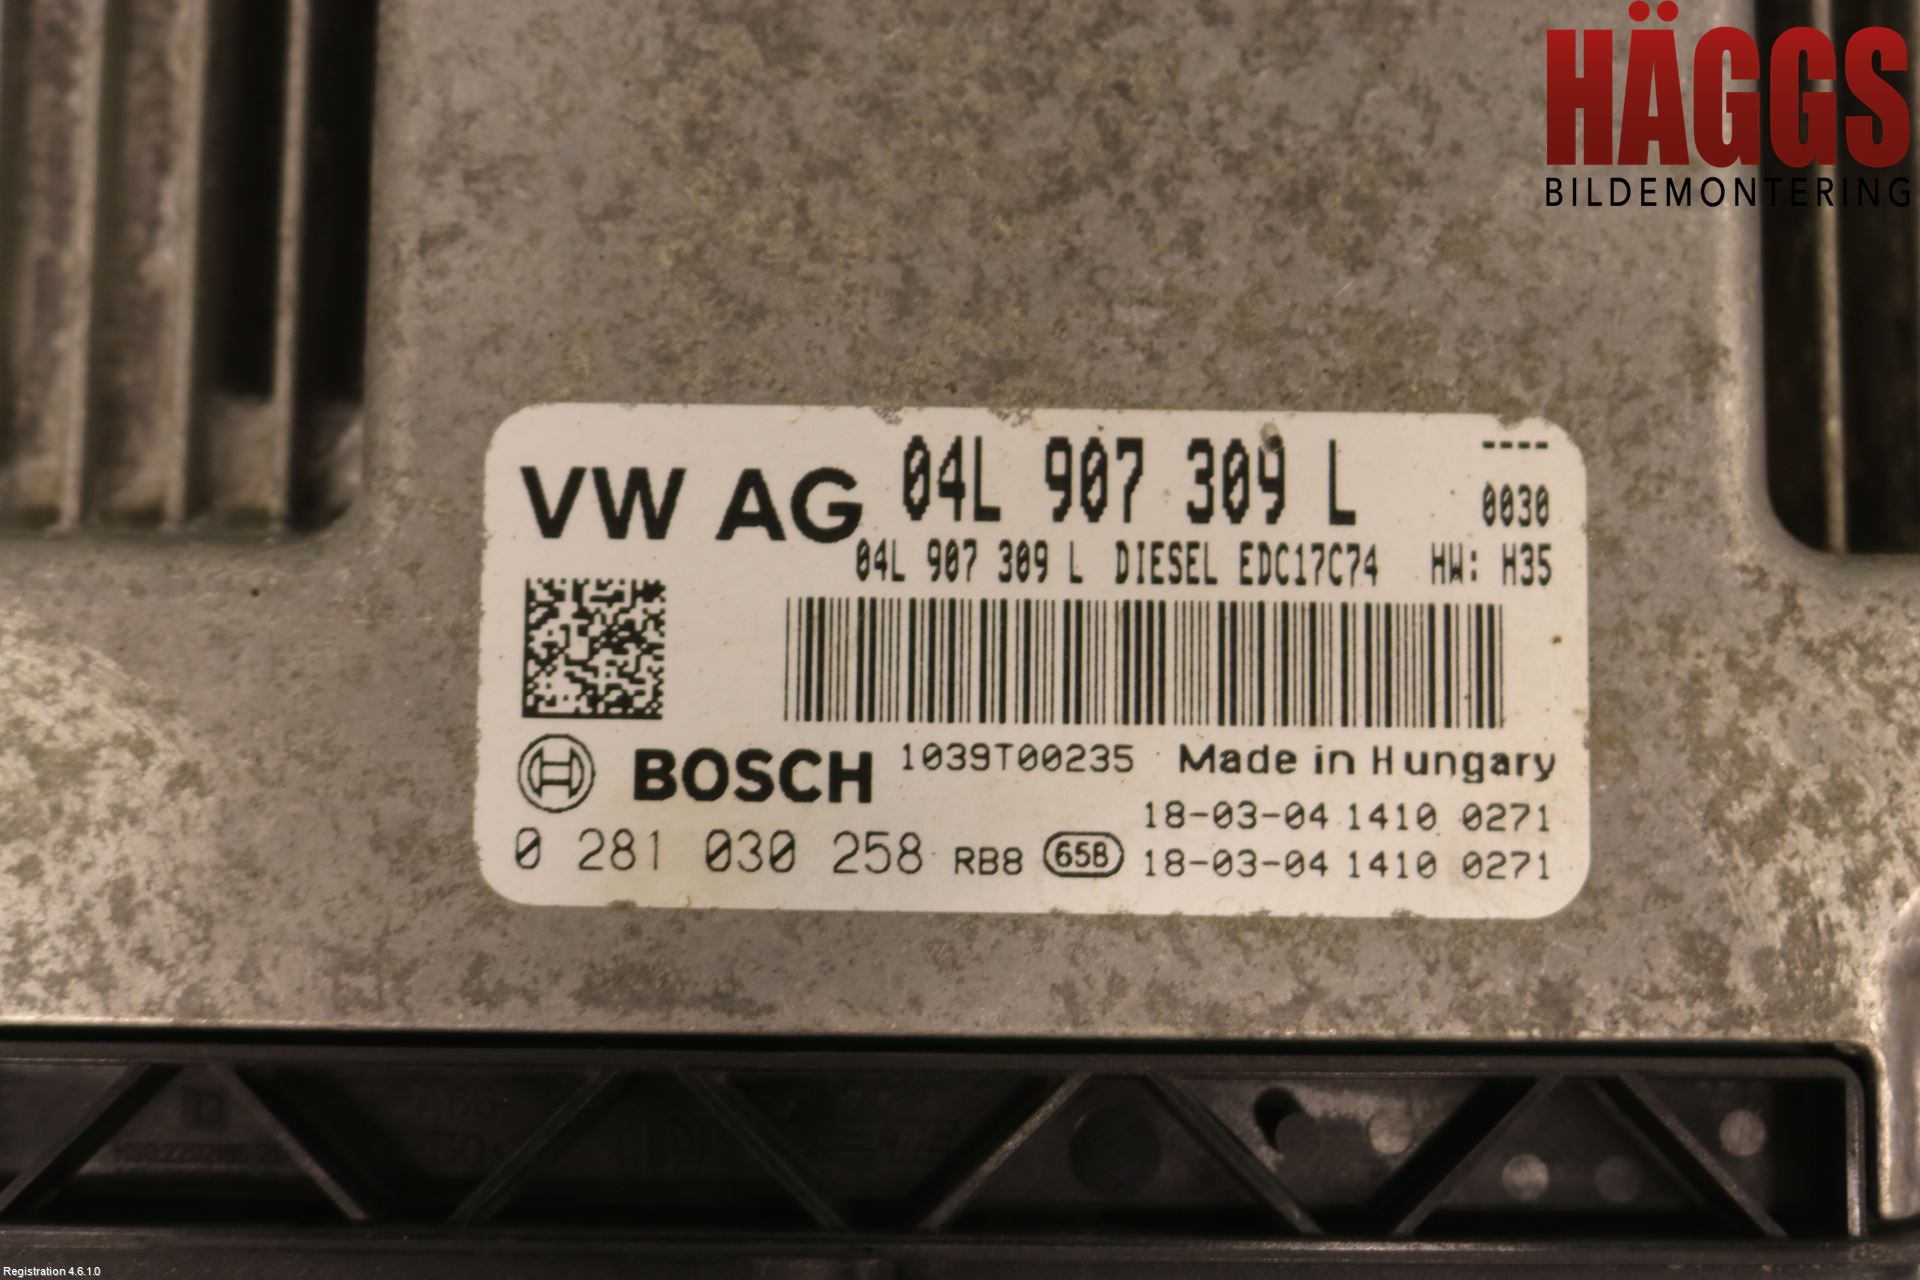 HÄGGS
BILDEMONTERING
VW AG 04L 907 309 L ----
0030
04L 907 309 L DIESEL EDC17C74 HW: H35
BOSCH 1039T00235 Made in Hungary
18-03-04 1410 0271
0 281 030 258 RB8 658 18-03-04 1410 0271
Registration 4.6.1.0